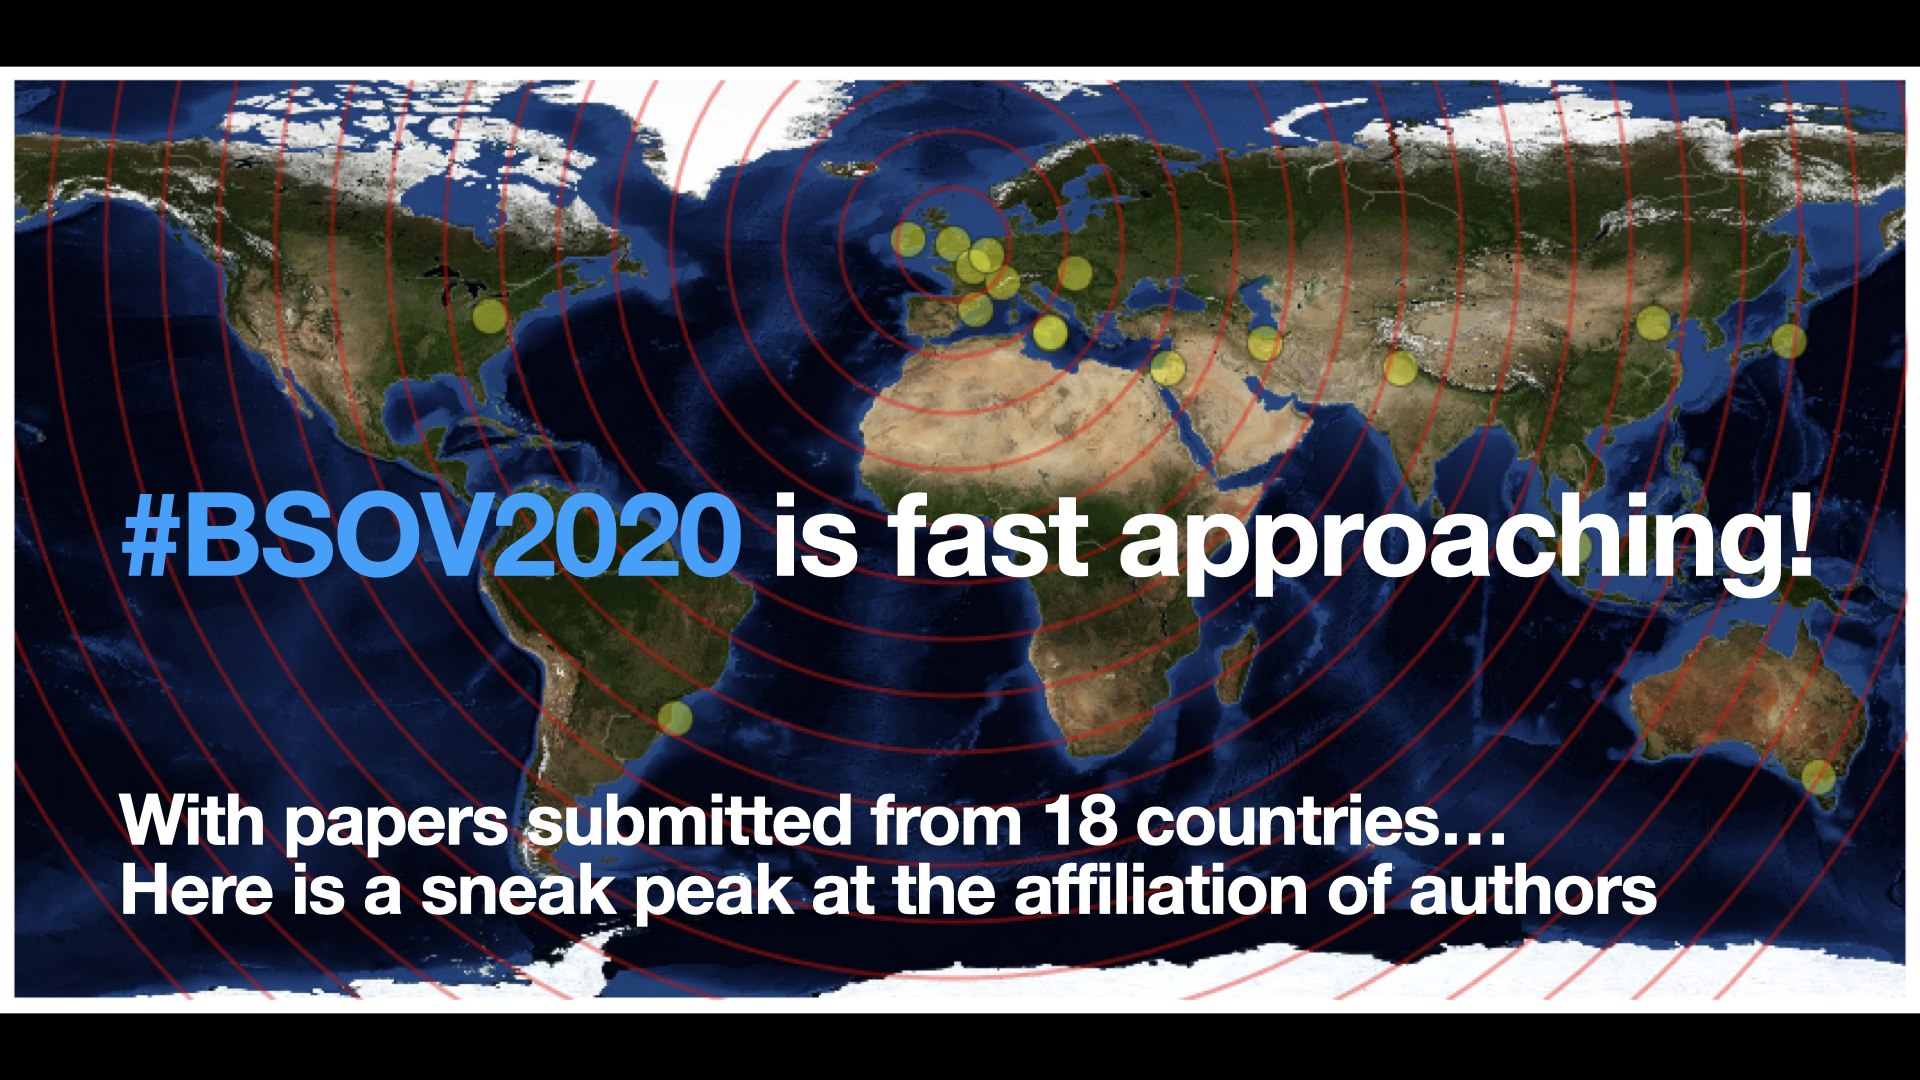 #BSOV2020 is fast approaching!
With papers submitted from 18 countries…
Here is a sneak peak at the affiliation of authors